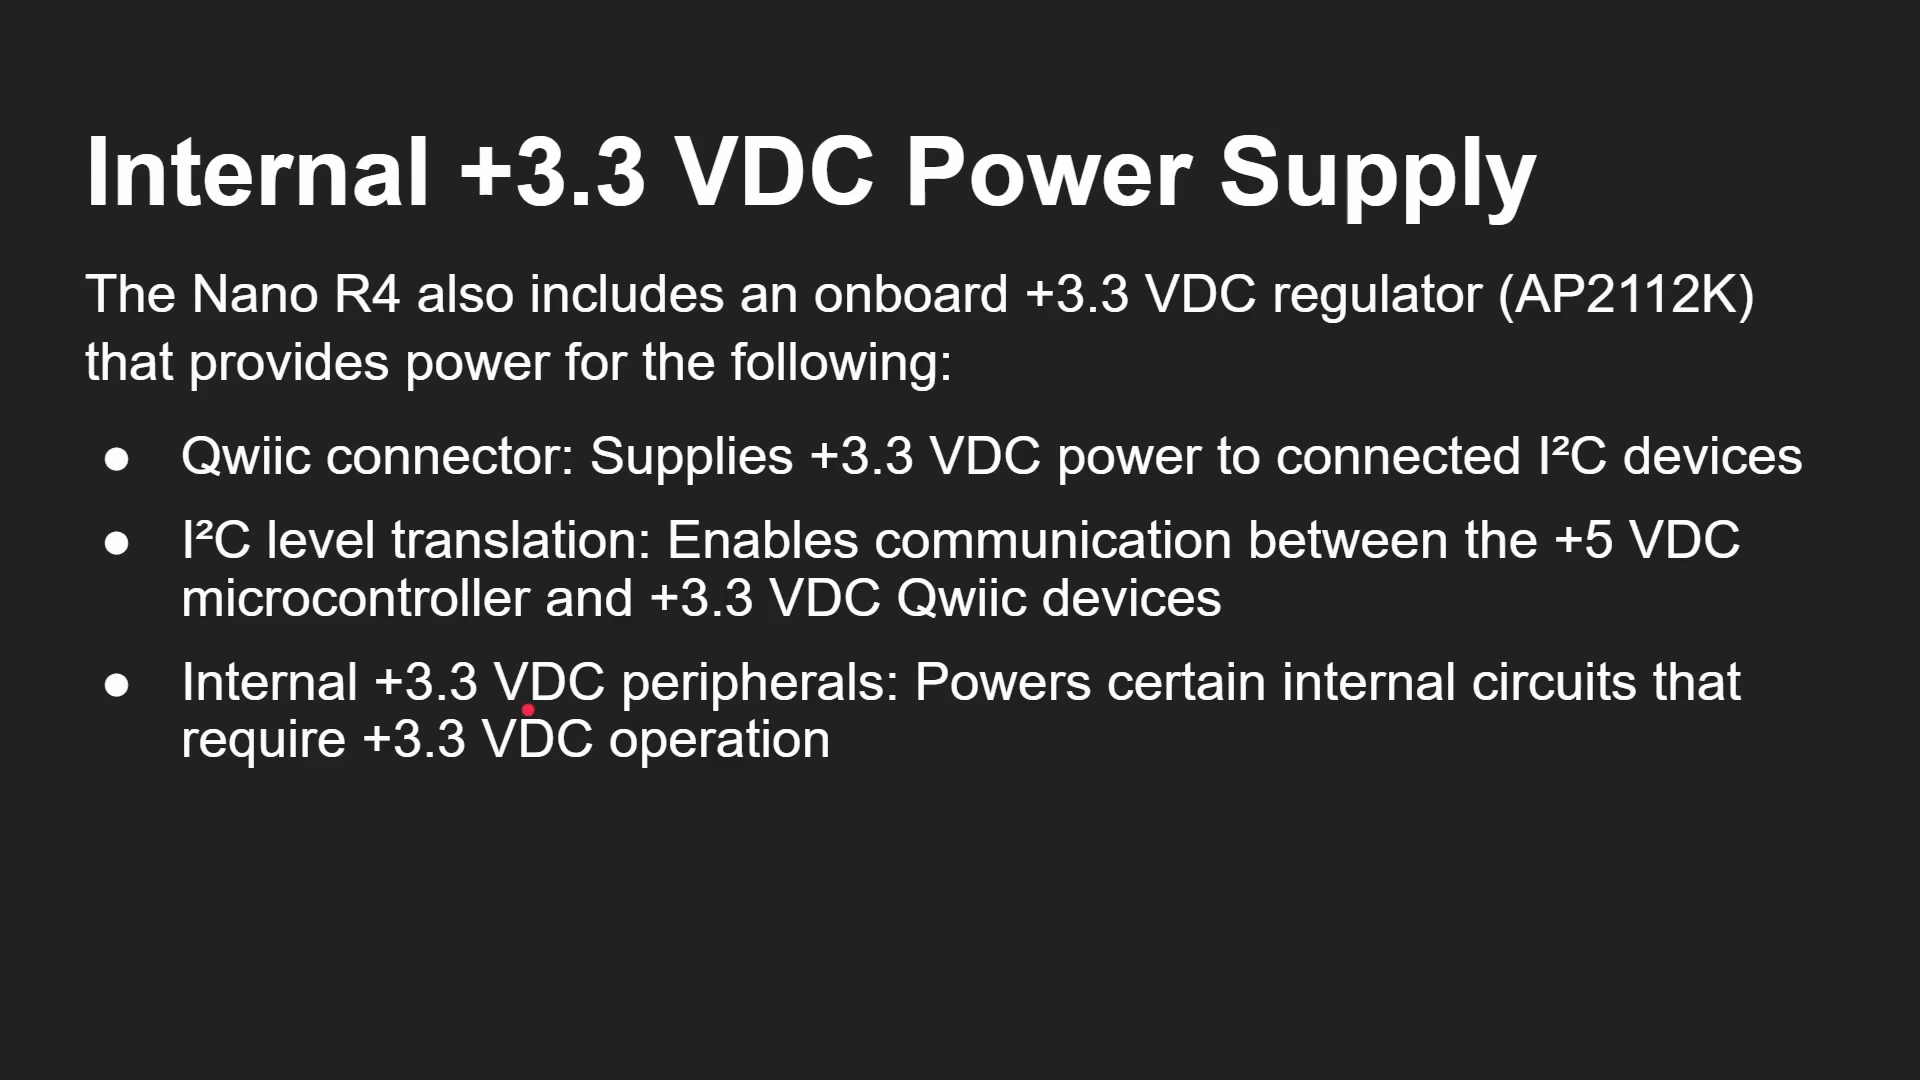 Internal +3.3 VDC Power Supply
The Nano R4 also includes an onboard +3.3 VDC regulator (AP2112K)
that provides power for the following:
● Qwiic connector: Supplies +3.3 VDC power to connected I²C devices
● I²C level translation: Enables communication between the +5 VDC
microcontroller and +3.3 VDC Qwiic devices
● Internal +3.3 VDC peripherals: Powers certain internal circuits that
require +3.3 VDC operation